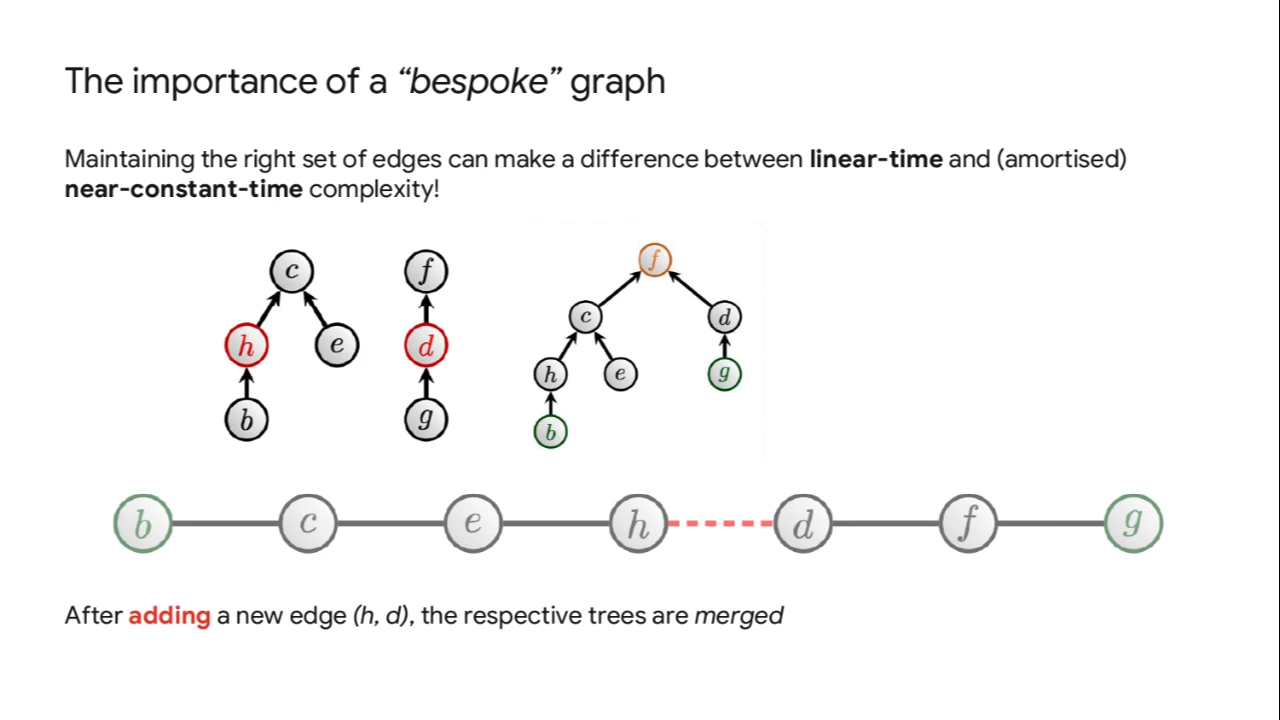 The importance of a “bespoke” graph
Maintaining the right set of edges can make a difference between linear-time and (amortised)
near-constant-time complexity!
c
h
e
b
f
d
g
f
c
d
h
e
g
b
b
c
e
h
d
f
g
After adding a new edge (h, d), the respective trees are merged